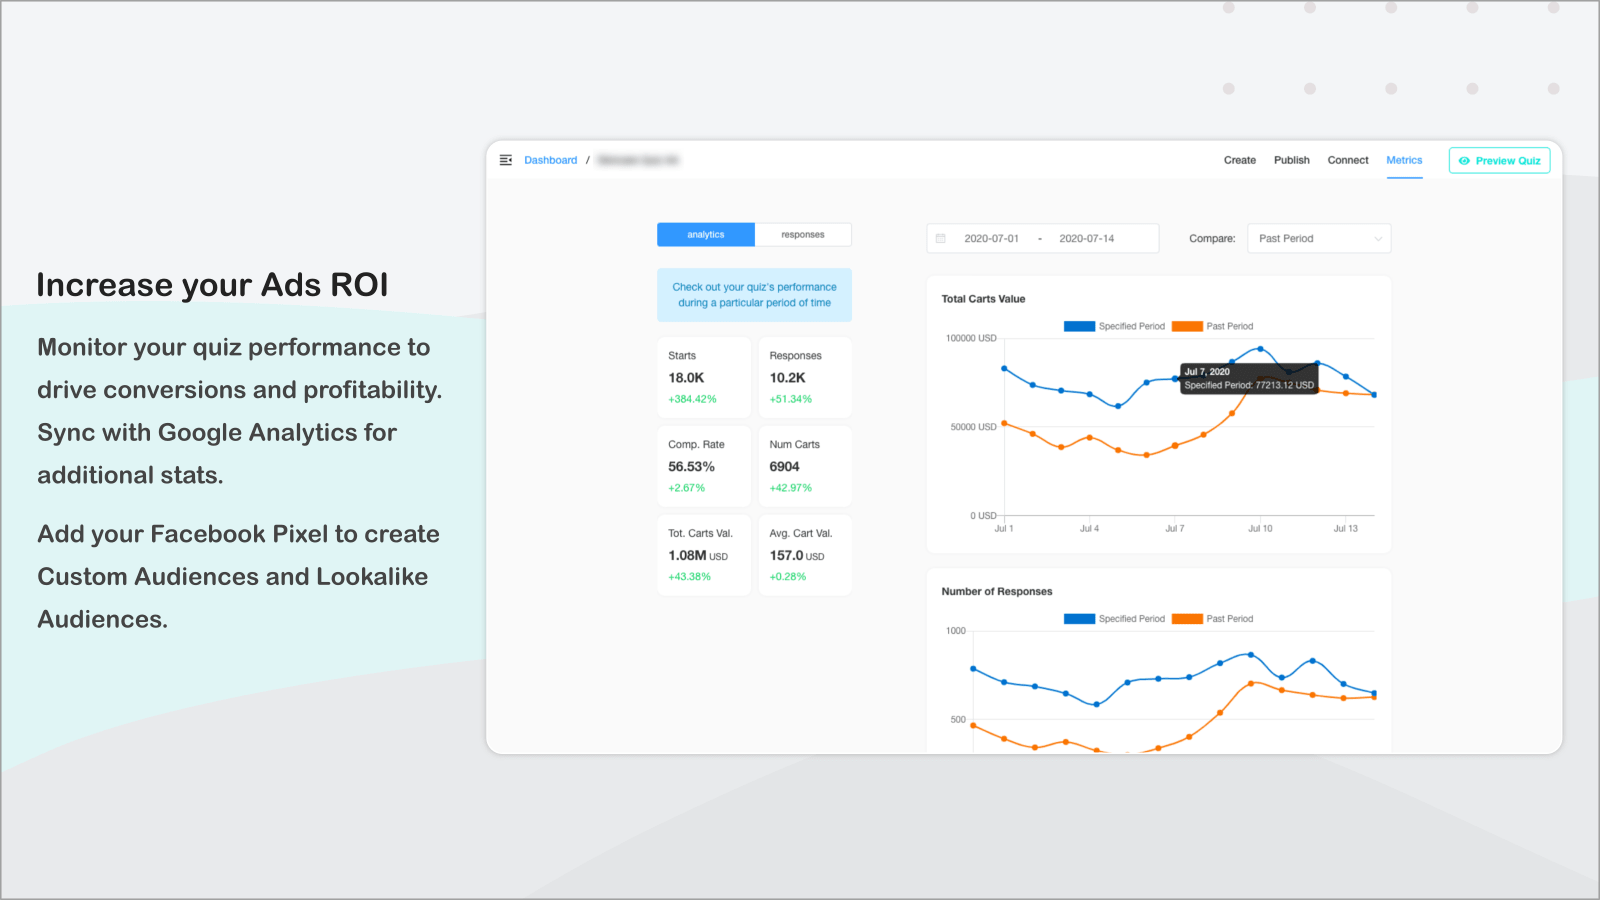 Increase your Ads ROI
Monitor your quiz performance to
drive conversions and profitability.
Sync with Google Analytics for
additional stats.
Add your Facebook Pixel to create
Custom Audiences and Lookalike
Audiences.
Dashboard /
Create Publish Connect Metrics Preview Quiz
analytics responses
Check out your quiz's performance
during a particular period of time
Starts
18.0K
+384.42%
Responses
10.2K
+51.34%
Comp. Rate
56.53%
+2.67%
Num Carts
6904
+42.97%
Tot. Carts Val.
1.08M USD
+43.38%
Avg. Cart Val.
157.0 USD
+0.28%
2020-07-01 - 2020-07-14
Compare: Past Period
Total Carts Value
Specified Period Past Period
100000 USD
50000 USD
0 USD
Jul 7, 2020
Specified Period: 77213.12 USD
Jul 1 Jul 4 Jul 7 Jul 10 Jul 13
Number of Responses
Specified Period Past Period
1000
500